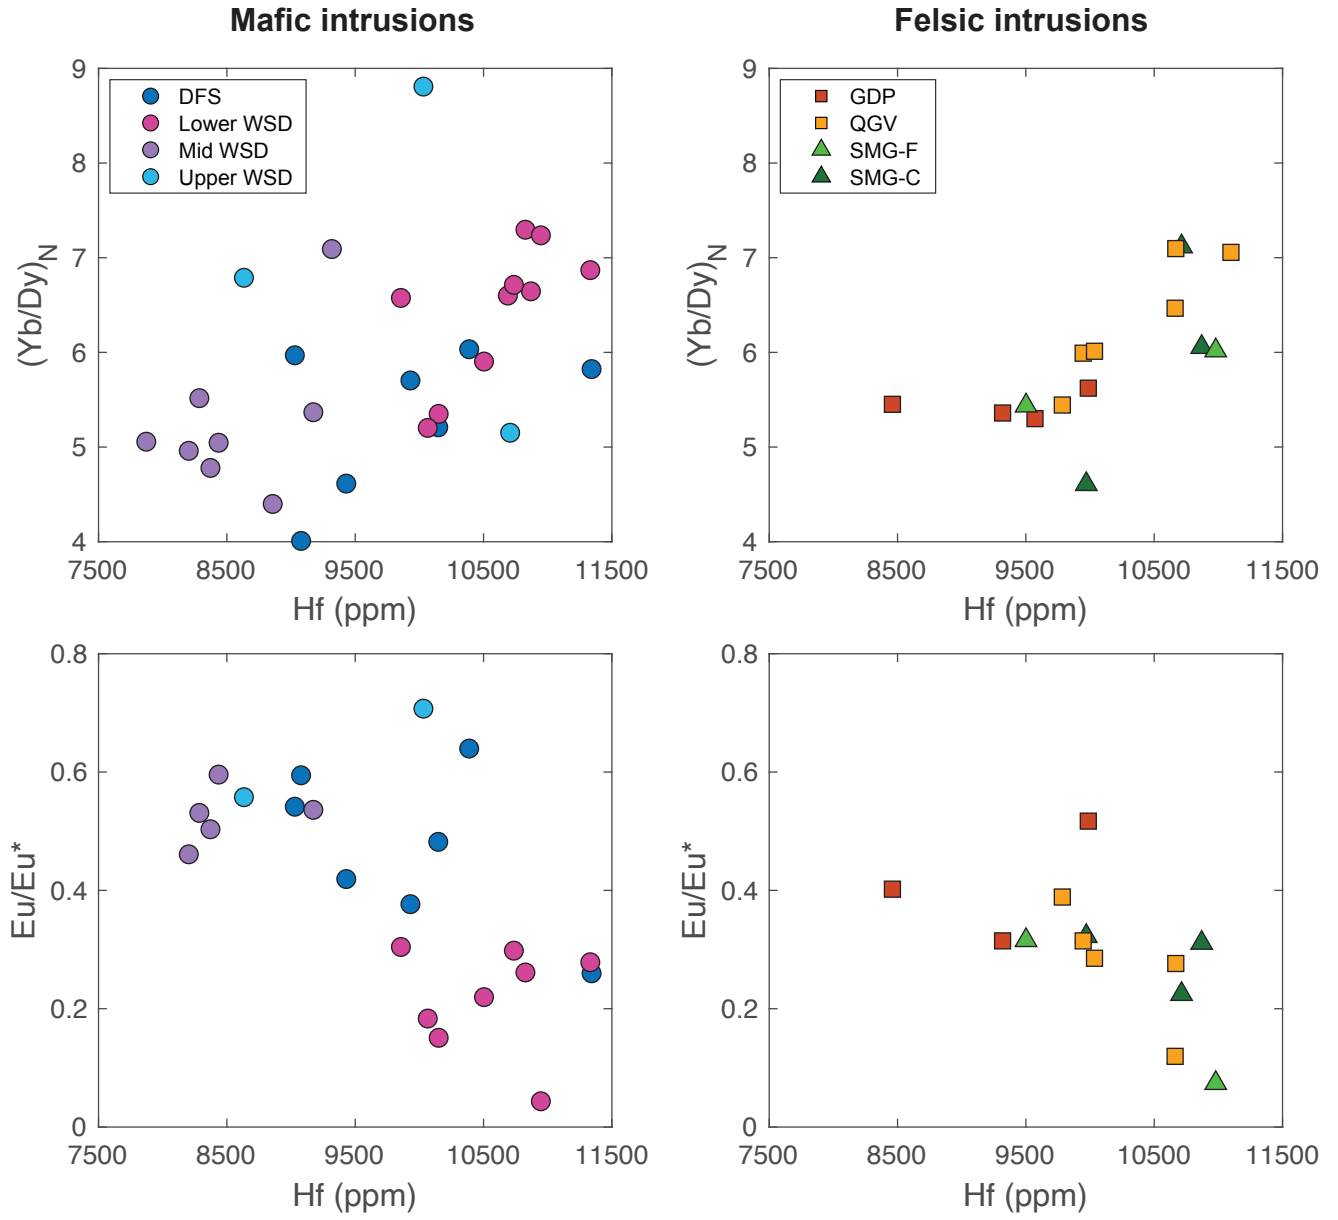 Mafic intrusions
Felsic intrusions
9
8
7
6
5
4
(Yb/Dy)N
DFS
Lower WSD
Mid WSD
Upper WSD
7500 8500 9500 10500 11500
Hf (ppm)
9
8
7
6
5
4
(Yb/Dy)N
GDP
QGV
SMG-F
SMG-C
7500 8500 9500 10500 11500
Hf (ppm)
0.8
0.6
0.4
0.2
0
Eu/Eu*
7500 8500 9500 10500 11500
Hf (ppm)
0.8
0.6
0.4
0.2
0
Eu/Eu*
7500 8500 9500 10500 11500
Hf (ppm)